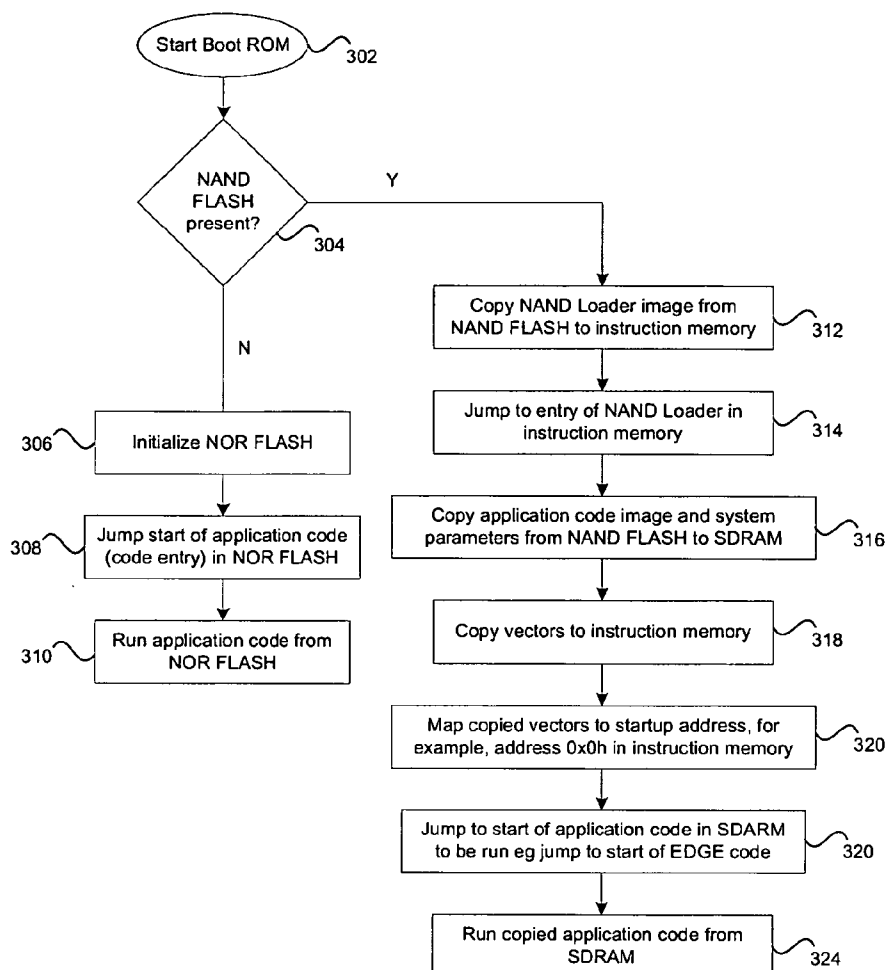 Start Boot ROM
302
NAND
FLASH
present?
304
Y
N
Copy NAND Loader image from
NAND FLASH to instruction memory
312
Jump to entry of NAND Loader in
instruction memory
314
306
Initialize NOR FLASH
308
Jump start of application code
(code entry) in NOR FLASH
310
Run application code from
NOR FLASH
Copy application code image and system
parameters from NAND FLASH to SDRAM
316
Copy vectors to instruction memory
318
Map copied vectors to startup address, for
example, address 0x0h in instruction memory
320
Jump to start of application code in SDARM
to be run eg jump to start of EDGE code
320
Run copied application code from
SDRAM
324